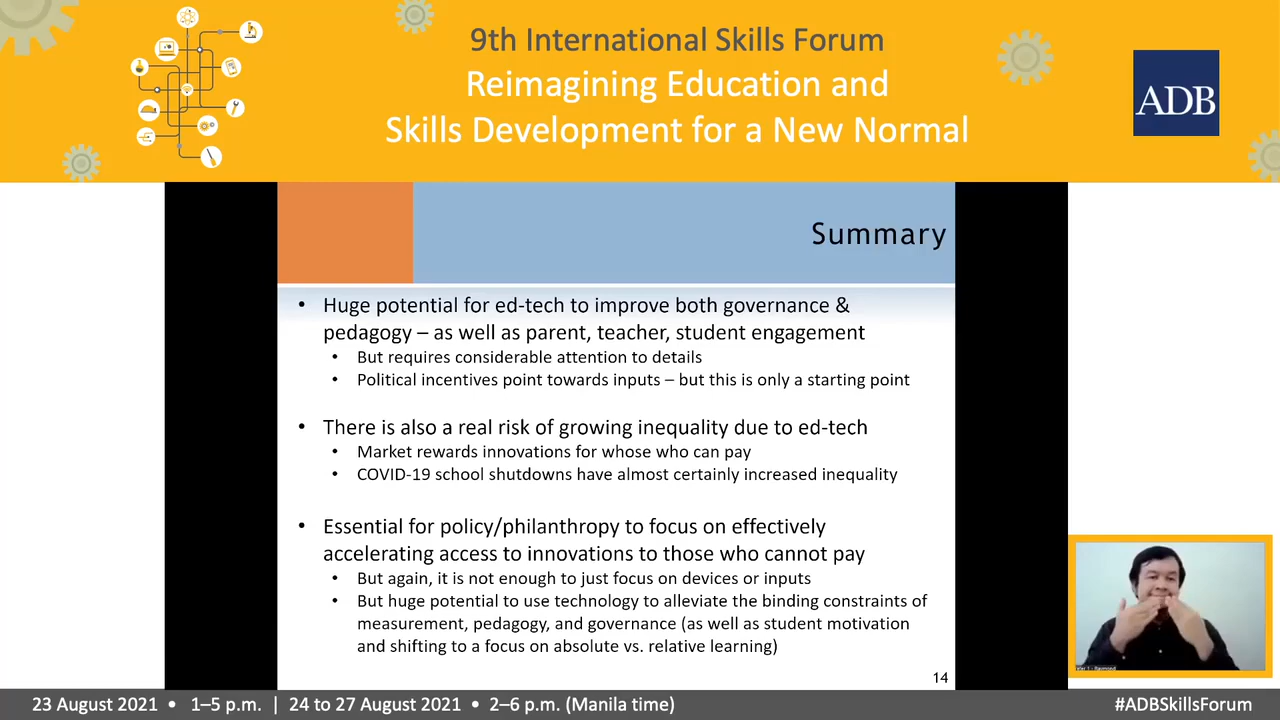 9th International Skills Forum
Reimagining Education and
Skills Development for a New Normal
ADB
Summary
• Huge potential for ed-tech to improve both governance &
pedagogy – as well as parent, teacher, student engagement
• But requires considerable attention to details
• Political incentives point towards inputs – but this is only a starting point
• There is also a real risk of growing inequality due to ed-tech
• Market rewards innovations for whose who can pay
• COVID-19 school shutdowns have almost certainly increased inequality
• Essential for policy/philanthropy to focus on effectively
accelerating access to innovations to those who cannot pay
• But again, it is not enough to just focus on devices or inputs
• But huge potential to use technology to alleviate the binding constraints of
measurement, pedagogy, and governance (as well as student motivation
and shifting to a focus on absolute vs. relative learning)
14
23 August 2021 • 1–5 p.m. | 24 to 27 August 2021 • 2–6 p.m. (Manila time)
#ADBSkillsForum